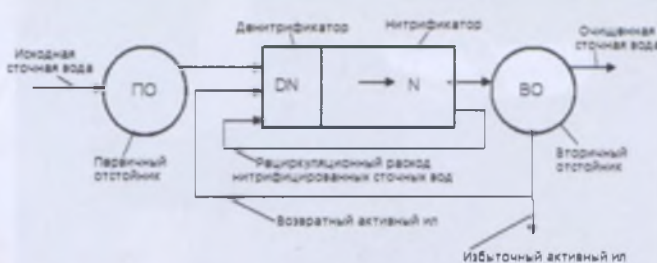 Денитрификатор
Нитрификатор
Очищенная
сточная вода
Исходная
сточная вода
ПО
DN
N
ВО
Первичный
отстойник
Рециркуляционный расход
нитрифицированных сточных вод
Вторичный
отстойник
Возвратный активный ил
Избыточный активный ил